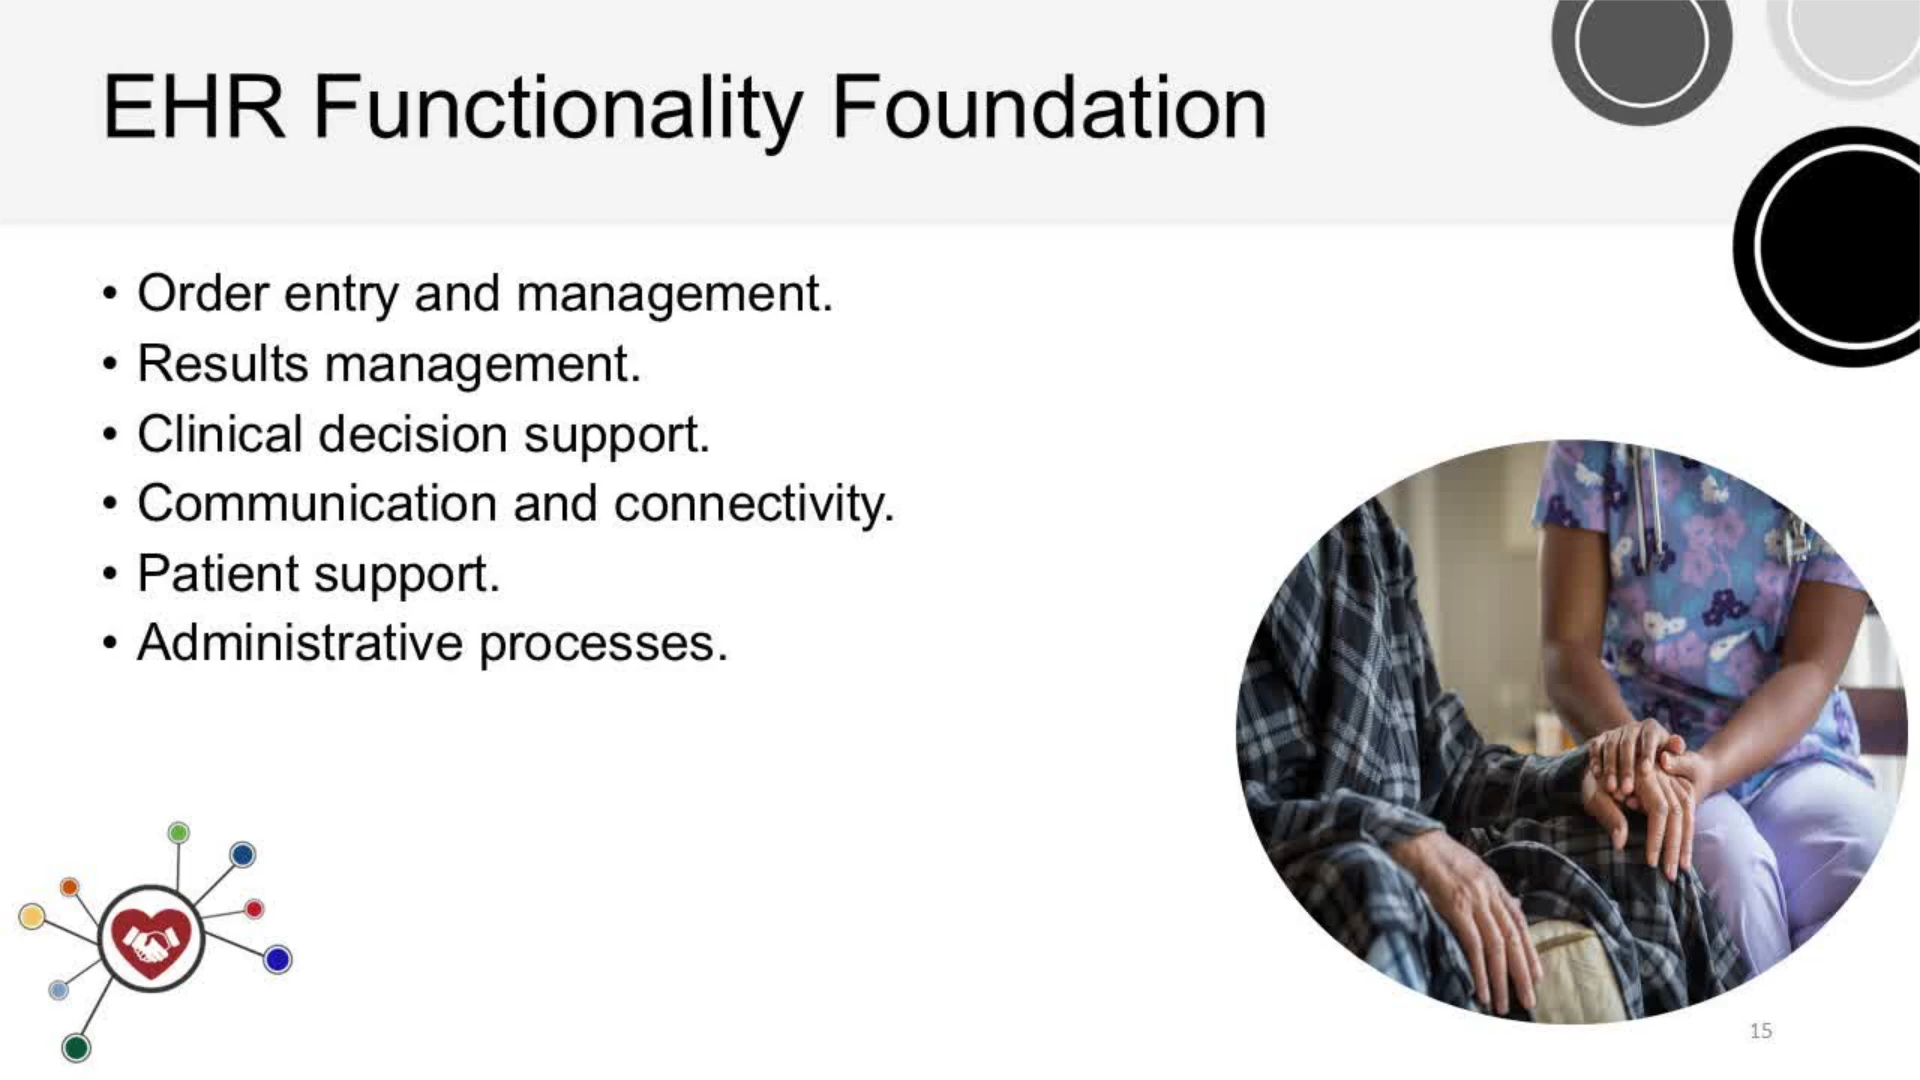 EHR Functionality Foundation
• Order entry and management.
• Results management.
• Clinical decision support.
• Communication and connectivity.
• Patient support.
• Administrative processes.
15